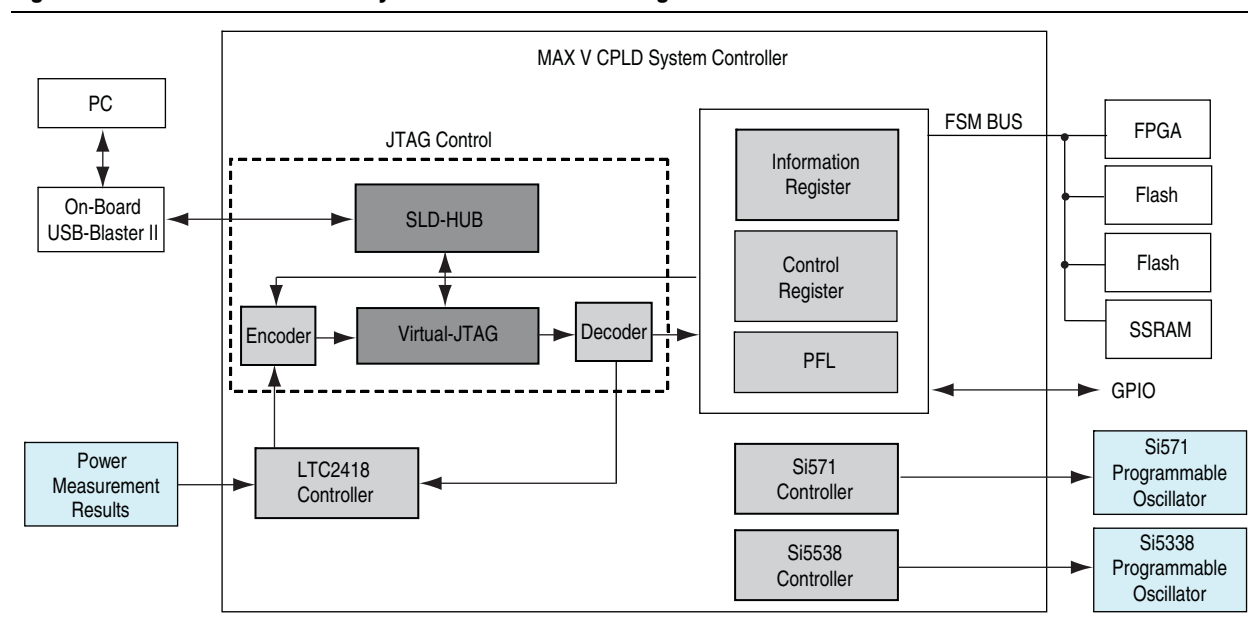 MAX V CPLD System Controller
PC
On-Board
USB-Blaster II
JTAG Control
SLD-HUB
Encoder
Virtual-JTAG
Decoder
Power
Measurement
Results
LTC2418
Controller
Information
Register
Control
Register
PFL
Si571
Controller
Si5538
Controller
FSM BUS
FPGA
Flash
Flash
SSRAM
GPIO
Si571
Programmable
Oscillator
Si5338
Programmable
Oscillator